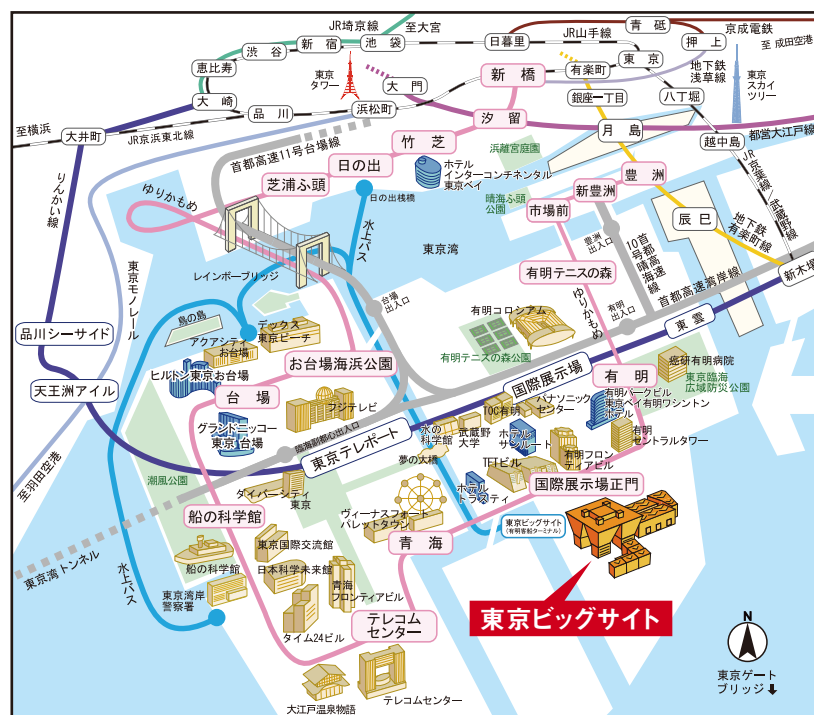 JR埼京線
至大宮
青砥
京成電鉄
新宿
池袋
日暮里
JR山手線
押上
至 成田空港
渋谷
東京
恵比寿
新橋
有楽町
地下鉄
浅草線
東京
タワー
大門
東京
スカイ
ツリー
大崎
品川
浜松町
銀座一丁目
八丁堀
至横浜
大井町
JR京浜東北線
汐留
月島
都営大江戸線
越中島
首都高速11号台場線
竹芝
浜離宮庭園
日の出
ホテル
インターコンチネンタル
東京ベイ
豊洲
JR京葉線/武蔵野線
りんかい線
ゆりかもめ
芝浦ふ頭
日の出桟橋
晴海ふ頭
公園
新豊洲
市場前
辰巳
地下鉄
有楽町線
水上バス
東京湾
豊洲
出入口
首都高速
10号晴海線
新木場
東京モノレール
レインボーブリッジ
有明テニスの森
ゆりかもめ
首都高速湾岸線
台場
出入口
有明
出入口
鳥の島
デックス
東京ビーチ
有明コロシアム
東雲
品川シーサイド
アクアシティ
お台場
お台場海浜公園
有明テニスの森公園
癌研有明病院
ヒルトン東京お台場
国際展示場
有明
東京臨海
広域防災公園
天王洲アイル
台場
フジテレビ
TOC有明
パナソニック
センター
有明パークビル
東京ベイ有明ワシントン
ホテル
グランドニッコー
東京 台場
水の
科学館
武蔵野
大学
ホテル
サンルート
有明
セントラルタワー
臨海副都心出入口
東京テレポート
夢の大橋
TFTビル
有明フロン
ティアビル
至羽田空港
潮風公園
ダイバーシティ
東京
ホテル
トラスティ
国際展示場正門
船の科学館
ヴィーナスフォート
パレットタウン
東京ビッグサイト
(有明客船ターミナル)
東京湾トンネル
東京国際交流館
青海
水上バス
船の科学館
日本科学未来館
青海
フロンティアビル
東京湾岸
警察署
東京ビッグサイト
タイム24ビル
テレコム
センター
N
大江戸温泉物語
テレコムセンター
東京ゲート
ブリッジ⬇